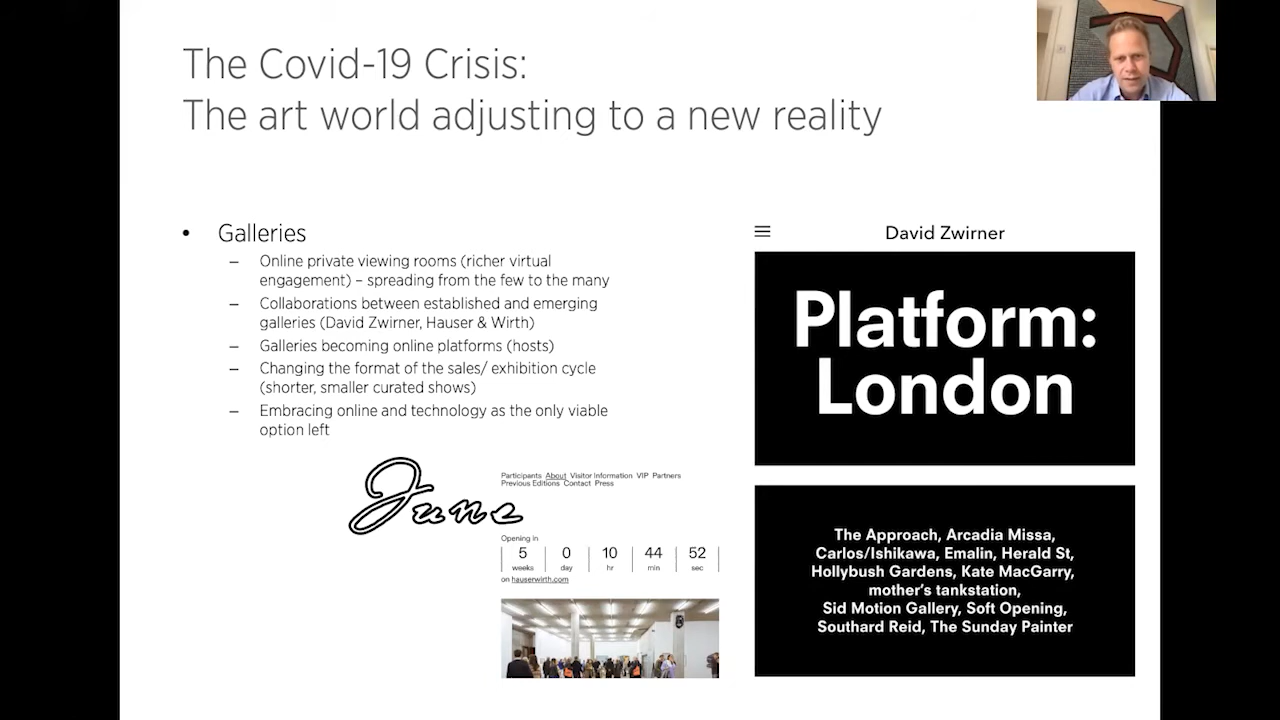 The Covid-19 Crisis:
The art world adjusting to a new reality
• Galleries
– Online private viewing rooms (richer virtual
engagement) – spreading from the few to the many
– Collaborations between established and emerging
galleries (David Zwirner, Hauser & Wirth)
– Galleries becoming online platforms (hosts)
– Changing the format of the sales/ exhibition cycle
(shorter, smaller curated shows)
– Embracing online and technology as the only viable
option left
June
Participants About Visitor Information VIP Partners
Previous Editions Contact Press
Opening in
5 0 10 44 52
weeks day hr min sec
on hauserwirth.com
David Zwirner
Platform:
London
The Approach, Arcadia Missa,
Carlos/Ishikawa, Emalin, Herald St,
Hollybush Gardens, Kate MacGarry,
mother's tankstation,
Sid Motion Gallery, Soft Opening,
Southard Reid, The Sunday Painter